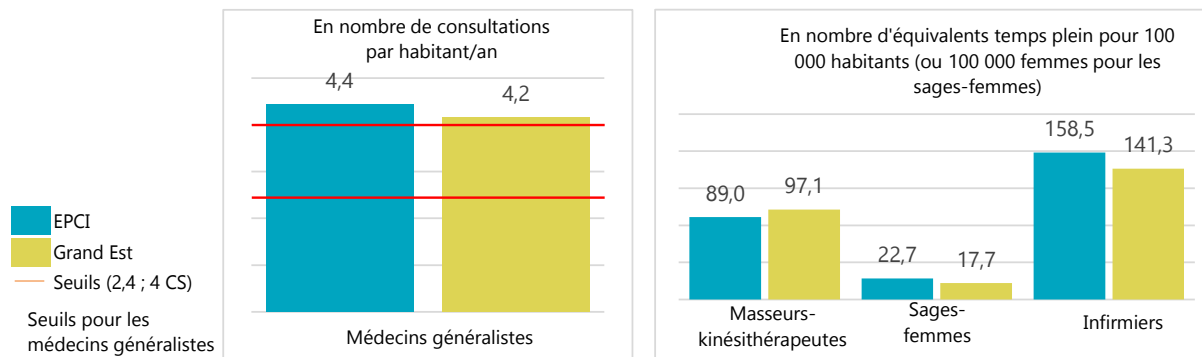 En nombre de consultations
par habitant/an
4,4
4,2
Médecins généralistes
EPCI
Grand Est
Seuils (2,4 ; 4 CS)
Seuils pour les
médecins généralistes
En nombre d'équivalents temps plein pour 100
000 habitants (ou 100 000 femmes pour les
sages-femmes)
89,0
97,1
22,7
17,7
158,5
141,3
Masseurs-
kinésithérapeutes
Sages-
femmes
Infirmiers